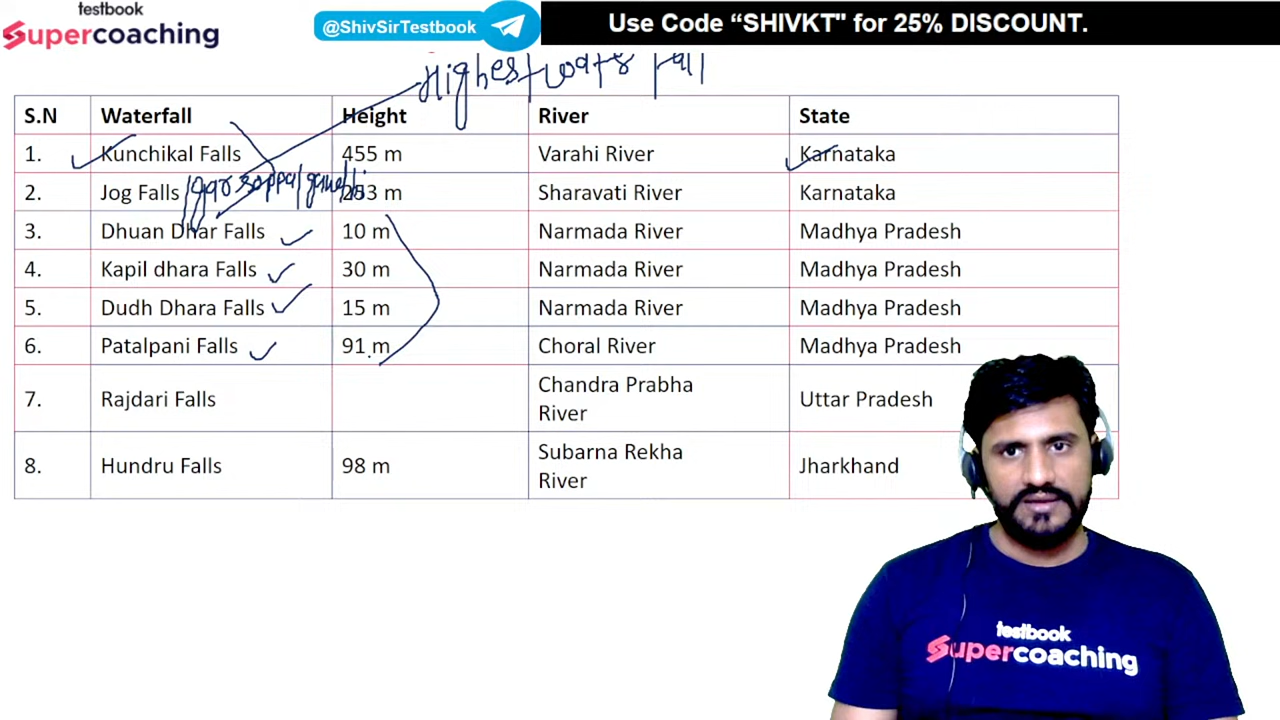 testbook
Supercoaching
@ShivSirTestbook
Use Code “SHIVKT" for 25% DISCOUNT.
Highest water fall
S.N Waterfall Height River State
1. Kunchikal Falls 455 m Varahi River Karnataka
2. Jog Falls 253 m Sharavati River Karnataka
3. Dhuan Dhar Falls 10 m Narmada River Madhya Pradesh
4. Kapil dhara Falls 30 m Narmada River Madhya Pradesh
5. Dudh Dhara Falls 15 m Narmada River Madhya Pradesh
6. Patalpani Falls 91 m Choral River Madhya Pradesh
7. Rajdari Falls Chandra Prabha
River Uttar Pradesh
8. Hundru Falls 98 m Subarna Rekha
River Jharkhand
testbook
Supercoaching